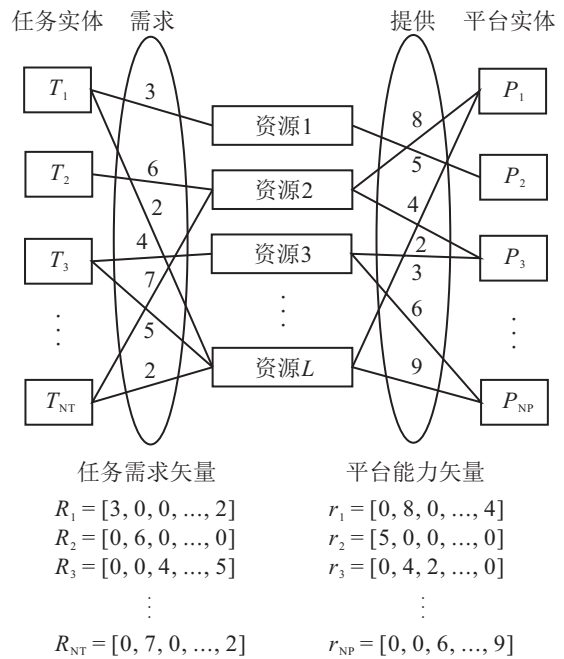 任务实体 需求 提供 平台实体
T1 3 资源1 8 P1
T2 6 资源2 5 P2
2 4
T3 4 资源3 2 P3
7 3
⋮ 5 ⋮ 6 ⋮
TNT 2 资源L 9 PNP
任务需求矢量 平台能力矢量
R1 = [3, 0, 0, ..., 2] r1 = [0, 8, 0, ..., 4]
R2 = [0, 6, 0, ..., 0] r2 = [5, 0, 0, ..., 0]
R3 = [0, 0, 4, ..., 5] r3 = [0, 4, 2, ..., 0]
⋮ ⋮
RNT = [0, 7, 0, ..., 2] rNP = [0, 0, 6, ..., 9]